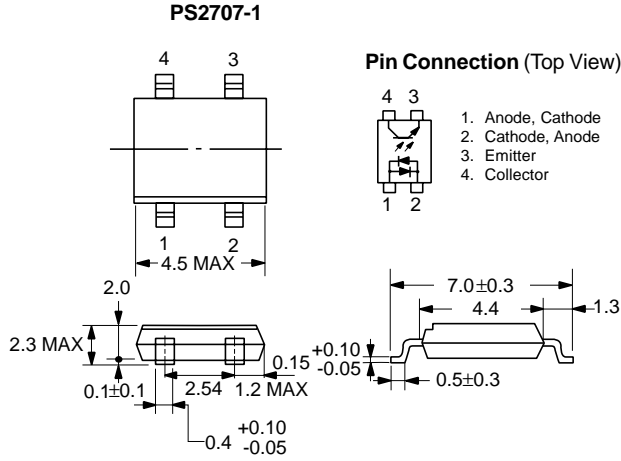 PS2707-1
4 3
1 2
4.5 MAX
Pin Connection (Top View)
4 3
1 2
1. Anode, Cathode
2. Cathode, Anode
3. Emitter
4. Collector
2.0
2.3 MAX
0.1±0.1
2.54
1.2 MAX
0.4 +0.10
-0.05
7.0±0.3
4.4
1.3
0.15 +0.10
-0.05
0.5±0.3